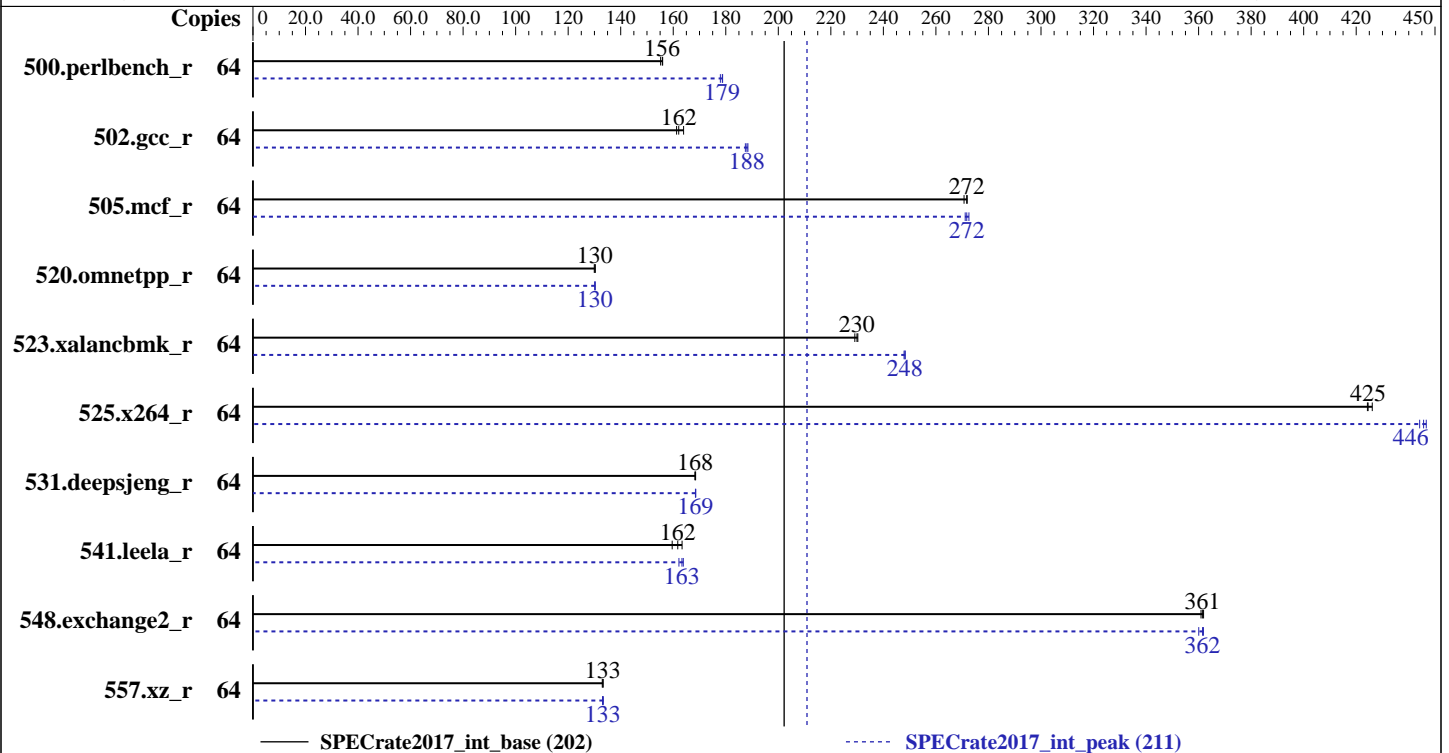 Copies 0 20.0 40.0 60.0 80.0 100 120 140 160 180 200 220 240 260 280 300 320 340 360 380 400 420 450
156
500.perlbench_r 64
179
162
502.gcc_r 64
188
272
505.mcf_r 64
272
130
520.omnetpp_r 64
130
230
523.xalancbmk_r 64
248
425
525.x264_r 64
446
168
531.deepsjeng_r 64
169
162
541.leela_r 64
163
361
548.exchange2_r 64
362
133
557.xz_r 64
133
SPECrate2017_int_base (202) SPECrate2017_int_peak (211)